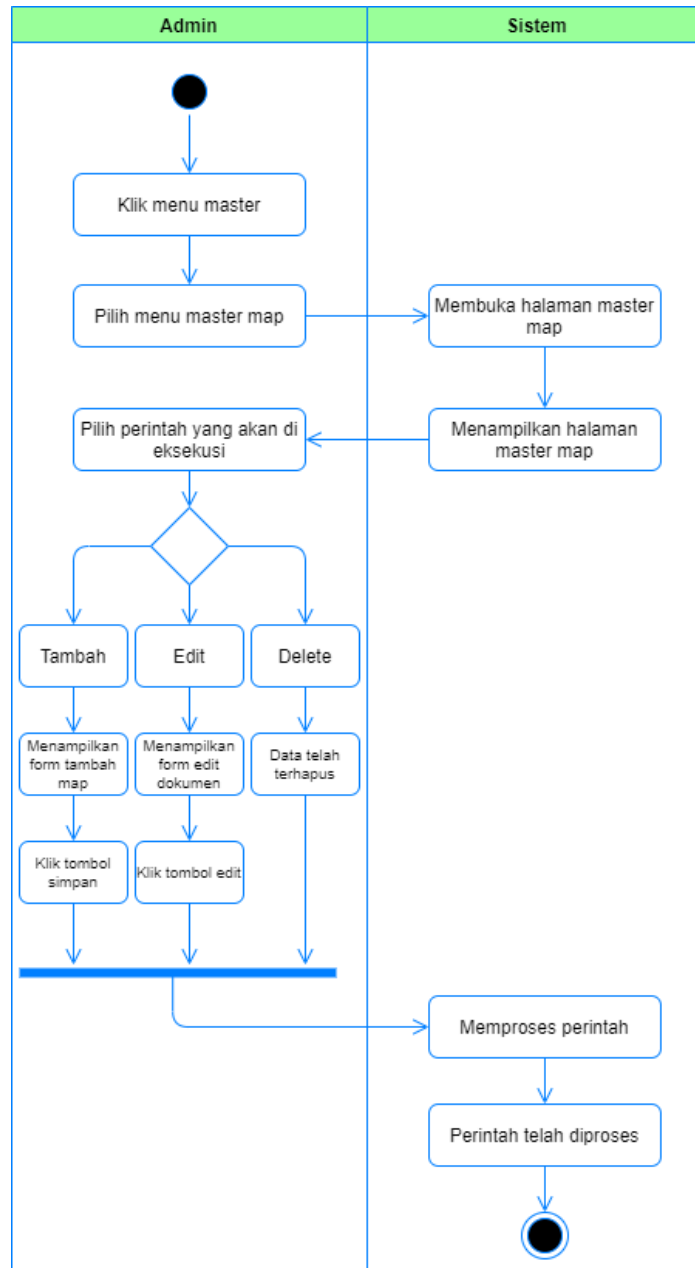 Admin
Sistem
Klik menu master
Pilih menu master map
Membuka halaman master
map
Pilih perintah yang akan di
eksekusi
Menampilkan halaman
master map
Tambah
Edit
Delete
Menampilkan
form tambah
map
Menampilkan
form edit
dokumen
Data telah
terhapus
Klik tombol
simpan
Klik tombol edit
Memproses perintah
Perintah telah diproses